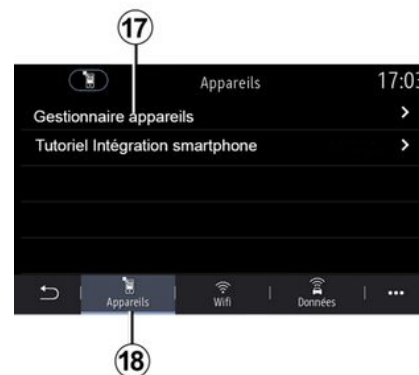 17
Appareils 17:03
Gestionnaire appareils
Tutoriel Intégration smartphone
Appareils Wifi Données
18